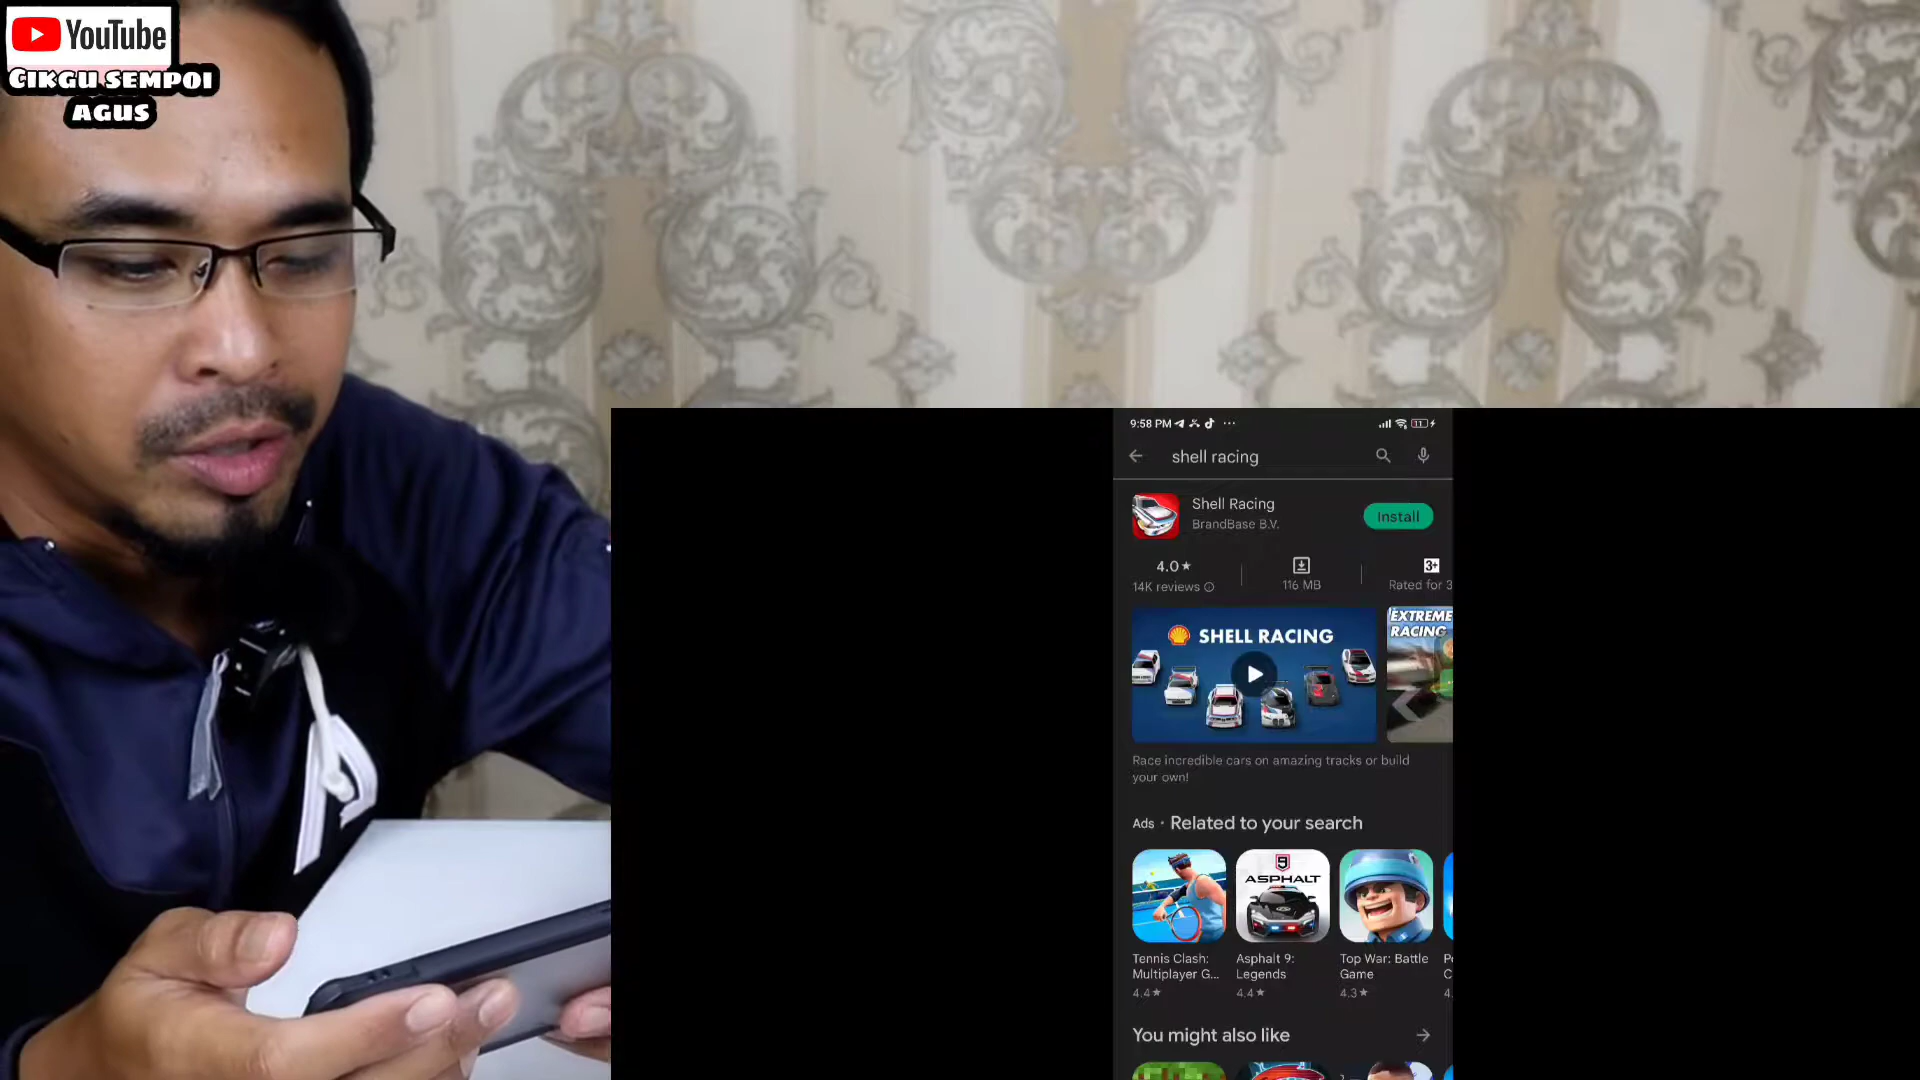 YouTube
CIKGU SEMPOI
AGUS
9:58 PM
11
shell racing
Shell Racing
BrandBase B.V.
Install
4.0★
14K reviews
116 MB
3+
Rated for 3
SHELL RACING
EXTREME
RACING
Race incredible cars on amazing tracks or build
your own!
Ads · Related to your search
9
ASPHALT
Tennis Clash:
Multiplayer G...
4.4★
Asphalt 9:
Legends
4.4★
Top War: Battle
Game
4.3★
You might also like